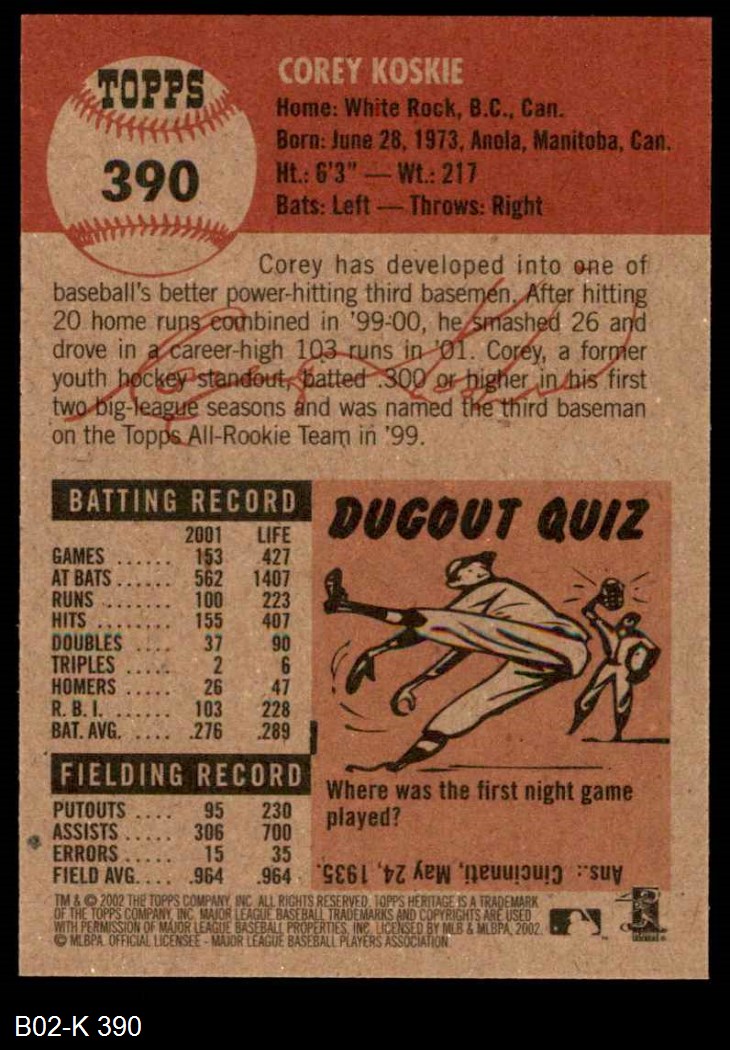 TOPPS
390
COREY KOSKIE
Home: White Rock, B.C., Can.
Born: June 28, 1973, Anola, Manitoba, Can.
Ht.: 6'3" — Wt.: 217
Bats: Left — Throws: Right
Corey has developed into one of
baseball's better power-hitting third basemen. After hitting
20 home runs combined in '99-00, he smashed 26 and
drove in a career-high 103 runs in '01. Corey, a former
youth hockey standout, batted .300 or higher in his first
two big-league seasons and was named the third baseman
on the Topps All-Rookie Team in '99.
BATTING RECORD
2001 LIFE
GAMES ...... 153 427
AT BATS ...... 562 1407
RUNS ........ 100 223
HITS ........ 155 407
DOUBLES .... 37 90
TRIPLES .... 2 6
HOMERS .... 26 47
R. B. I. ...... 103 228
BAT. AVG. .... .276 .289
FIELDING RECORD
PUTOUTS .... 95 230
ASSISTS ..... 306 700
ERRORS ..... 15 35
FIELD AVG. ... .964 .964
DUGOUT QUIZ
Where was the first night game
played?
Ans.: Cincinnati, May 24, 1935.
TM & © 2002 THE TOPPS COMPANY, INC. ALL RIGHTS RESERVED. TOPPS HERITAGE IS A TRADEMARK
OF THE TOPPS COMPANY, INC. MAJOR LEAGUE BASEBALL TRADEMARKS AND COPYRIGHTS ARE USED
WITH PERMISSION OF MAJOR LEAGUE BASEBALL PROPERTIES, INC. LICENSED BY MLB & MLBPA, 2002.
© MLBPA. OFFICIAL LICENSEE - MAJOR LEAGUE BASEBALL PLAYERS ASSOCIATION.
B02-K 390